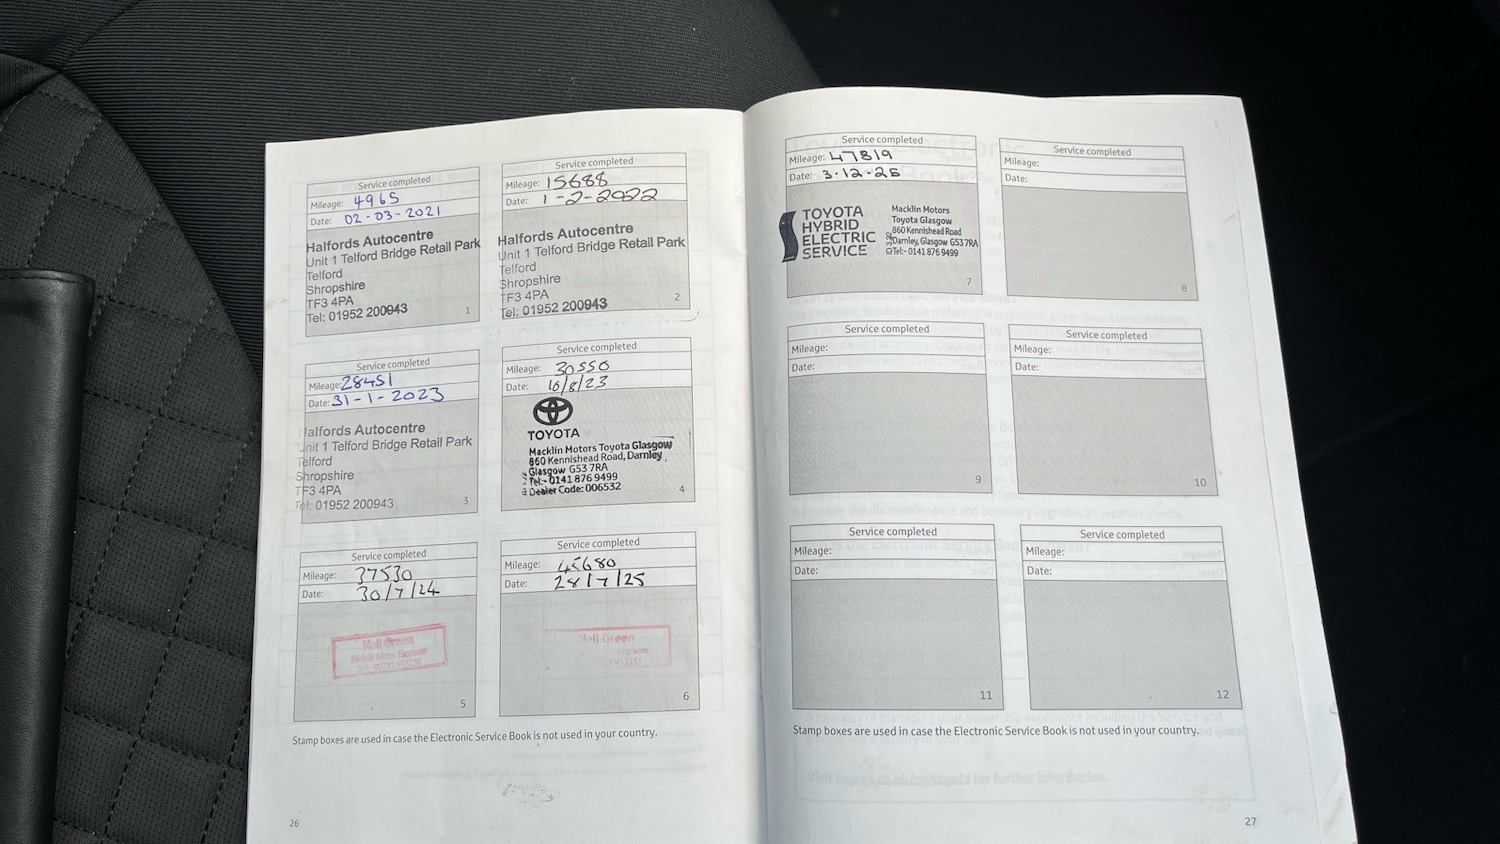 Service completed
Mileage: 4965
Date: 02-03-2021
Halfords Autocentre
Unit 1 Telford Bridge Retail Park
Telford
Shropshire
TF3 4PA
Tel: 01952 200943
1
Service completed
Mileage: 15688
Date: 1-2-2022
Halfords Autocentre
Unit 1 Telford Bridge Retail Park
Telford
Shropshire
TF3 4PA
Tel: 01952 200943
2
Service completed
Mileage: 28451
Date: 31-1-2023
Halfords Autocentre
Unit 1 Telford Bridge Retail Park
Telford
Shropshire
TF3 4PA
Tel: 01952 200943
3
Service completed
Mileage: 30550
Date: 10/8/23
TOYOTA
Macklin Motors Toyota Glasgow
860 Kennishead Road, Darnley
Glasgow G53 7RA
Tel:- 0141 876 9499
Dealer Code: 006532
4
Service completed
Mileage: 37530
Date: 30/7/24
Green
5
Service completed
Mileage: 45680
Date: 28/7/25
Green
6
Stamp boxes are used in case the Electronic Service Book is not used in your country.
26
Service completed
Mileage: 47819
Date: 3·12·25
TOYOTA
HYBRID
ELECTRIC
SERVICE
Macklin Motors
Toyota Glasgow
860 Kennishead Road
Darnley, Glasgow G53 7RA
Tel:- 0141 876 9499
7
Service completed
Mileage:
Date:
8
Service completed
Mileage:
Date:
9
Service completed
Mileage:
Date:
10
Service completed
Mileage:
Date:
11
Service completed
Mileage:
Date:
12
Stamp boxes are used in case the Electronic Service Book is not used in your country.
27